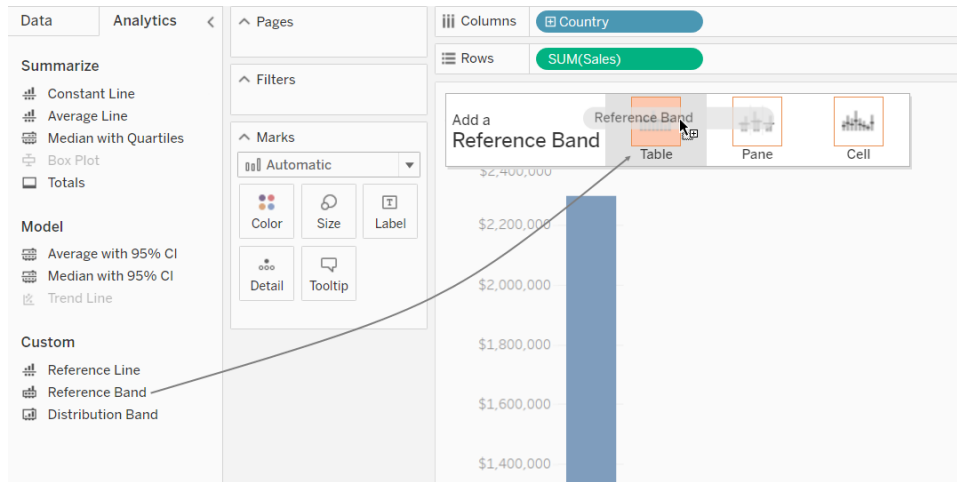 Data
Analytics
Summarize
Constant Line
Average Line
Median with Quartiles
Box Plot
Totals
Model
Average with 95% CI
Median with 95% CI
Trend Line
Custom
Reference Line
Reference Band
Distribution Band
Pages
Filters
Marks
Automatic
Color
Size
Label
Detail
Tooltip
Columns
Country
Rows
SUM(Sales)
Add a
Reference Band
Reference Band
Table
Pane
Cell
$2,400,000
$2,200,000
$2,000,000
$1,800,000
$1,600,000
$1,400,000